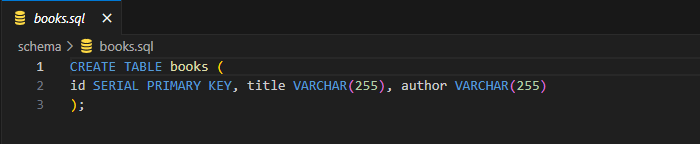 books.sql ×
schema > books.sql
1 CREATE TABLE books (
2 id SERIAL PRIMARY KEY, title VARCHAR(255), author VARCHAR(255)
3 );